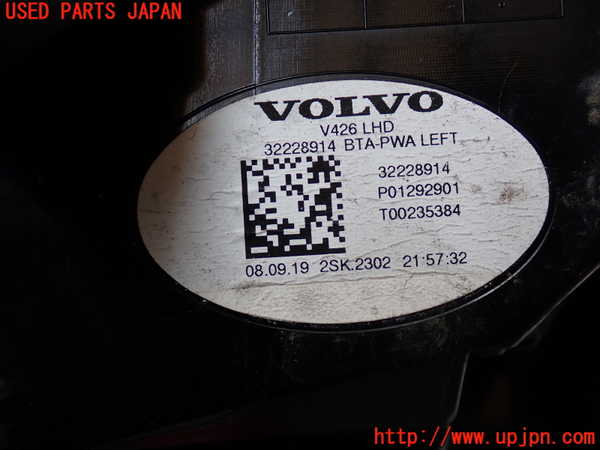 USED PARTS JAPAN
VOLVO
V426 LHD
32228914 BTA-PWA LEFT
32228914
P01292901
T00235384
08.09.19 2SK.2302 21:57:32
http://www.upjpn.com/